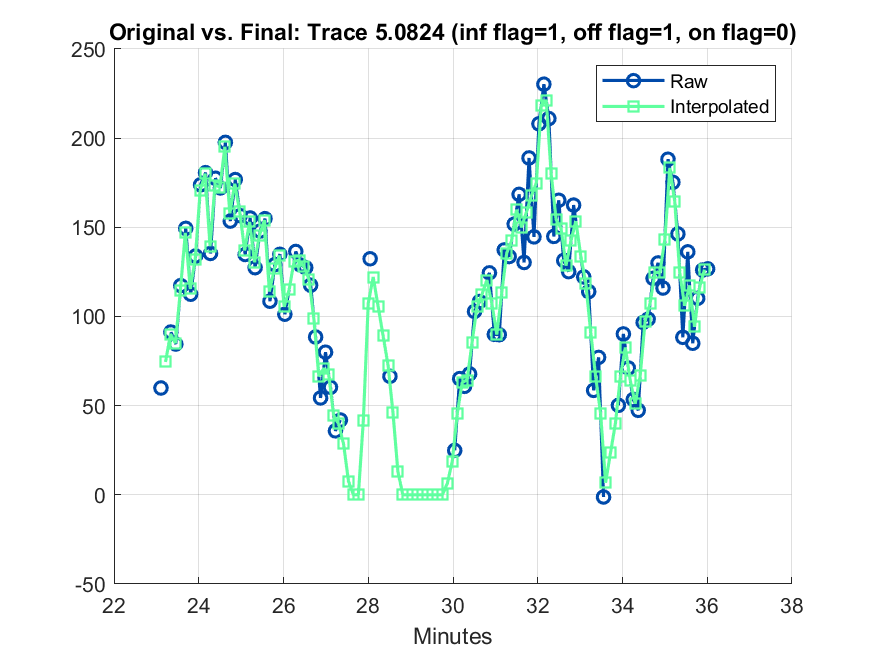 Original vs. Final: Trace 5.0824 (inf flag=1, off flag=1, on flag=0)
250
200
150
100
50
0
-50
22 24 26 28 30 32 34 36 38
Minutes
Raw
Interpolated